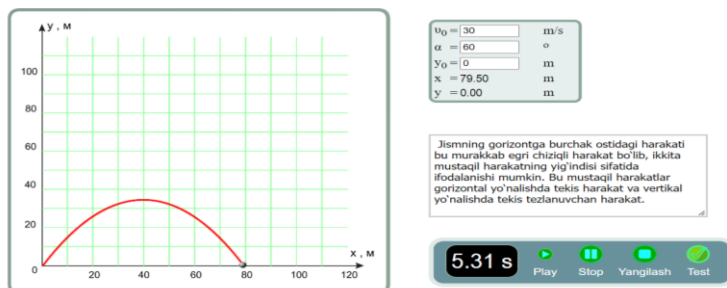 y , м
100
80
60
40
20
0
20 40 60 80 100 120
x , м
υ₀ = 30 m/s
α = 60 º
y₀ = 0 m
x = 79.50 m
y = 0.00 m
Jismning gorizontga burchak ostidagi harakati
bu murakkab egri chiziqli harakat bo`lib, ikkita
mustaqil harakatning yig`indisi sifatida
ifodalanishi mumkin. Bu mustaqil harakatlar
gorizontal yo`nalishda tekis harakat va vertikal
yo`nalishda tekis tezlanuvchan harakat.
5.31 s
Play Stop Yangilash Test